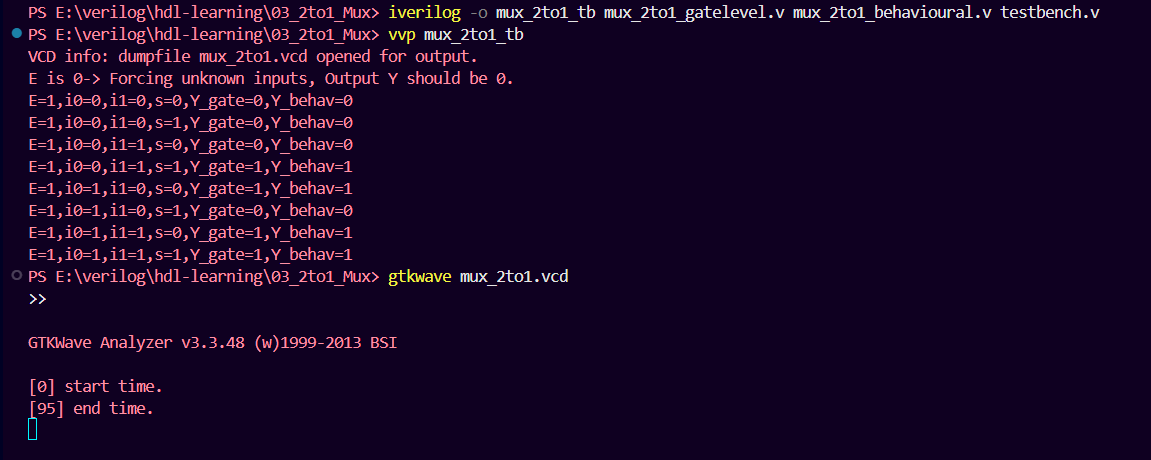 PS E:\verilog\hdl-learning\03_2to1_Mux> iverilog -o mux_2to1_tb mux_2to1_gatelevel.v mux_2to1_behavioural.v testbench.v
PS E:\verilog\hdl-learning\03_2to1_Mux> vvp mux_2to1_tb
VCD info: dumpfile mux_2to1.vcd opened for output.
E is 0-> Forcing unknown inputs, Output Y should be 0.
E=1,i0=0,i1=0,s=0,Y_gate=0,Y_behav=0
E=1,i0=0,i1=0,s=1,Y_gate=0,Y_behav=0
E=1,i0=0,i1=1,s=0,Y_gate=0,Y_behav=0
E=1,i0=0,i1=1,s=1,Y_gate=1,Y_behav=1
E=1,i0=1,i1=0,s=0,Y_gate=1,Y_behav=1
E=1,i0=1,i1=0,s=1,Y_gate=0,Y_behav=0
E=1,i0=1,i1=1,s=0,Y_gate=1,Y_behav=1
E=1,i0=1,i1=1,s=1,Y_gate=1,Y_behav=1
PS E:\verilog\hdl-learning\03_2to1_Mux> gtkwave mux_2to1.vcd
>>
GTKWave Analyzer v3.3.48 (w)1999-2013 BSI
[0] start time.
[95] end time.